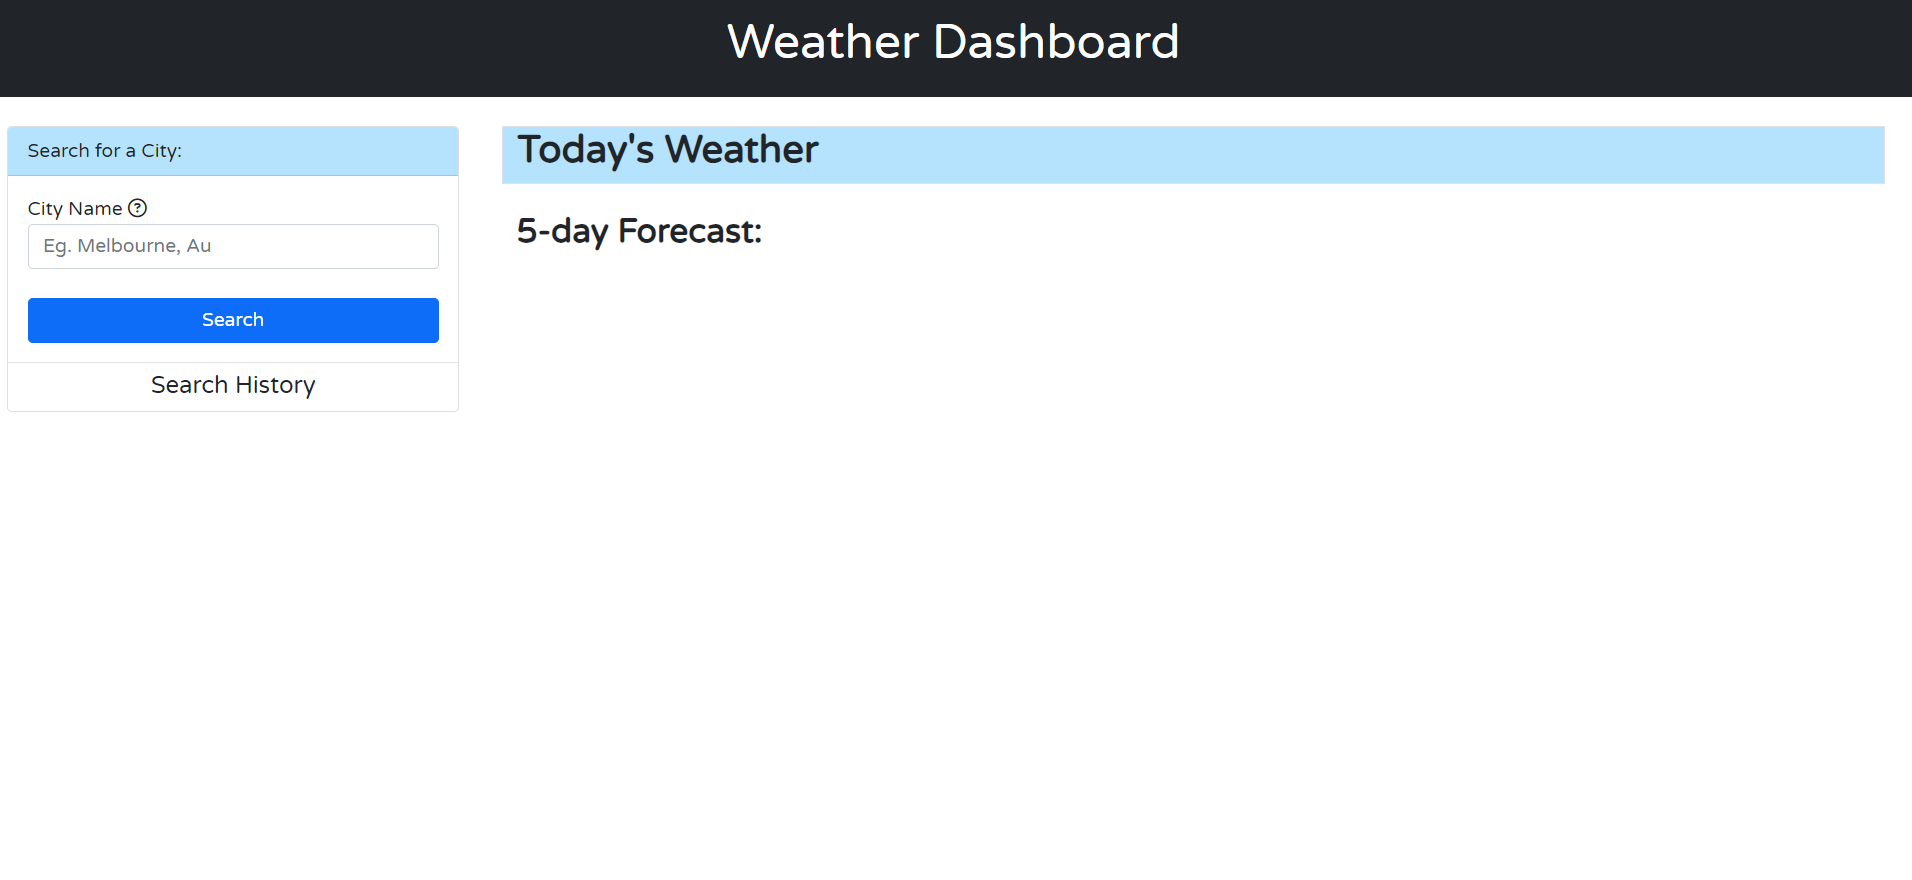 Weather Dashboard
Search for a City:
City Name
Eg. Melbourne, Au
Search
Search History
Today's Weather
5-day Forecast: